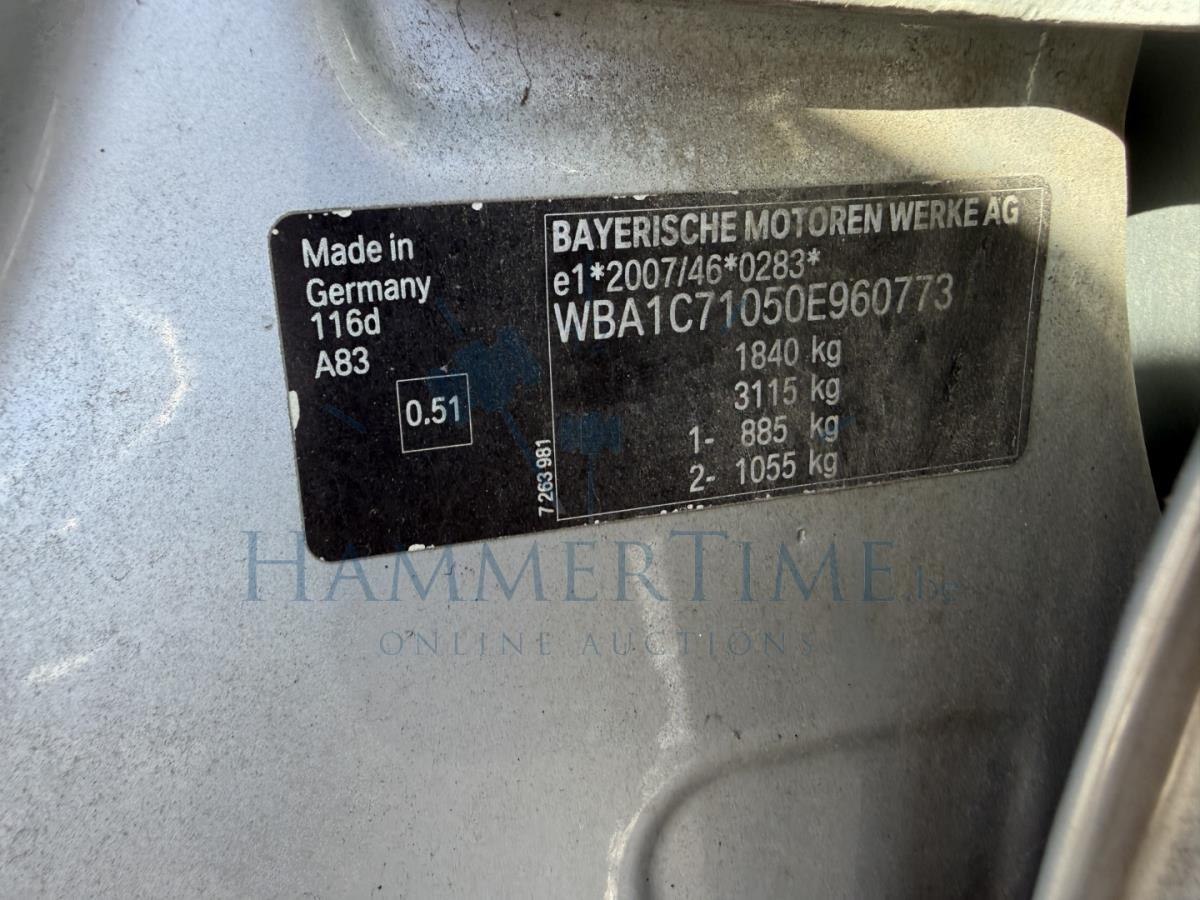 Made in
Germany
116d
A83
0.51
7 263 981
BAYERISCHE MOTOREN WERKE AG
e1*2007/46*0283*
WBA1C71050E960773
1840 kg
3115 kg
1- 885 kg
2- 1055 kg
HAMMERTIME.be
ONLINE AUCTIONS